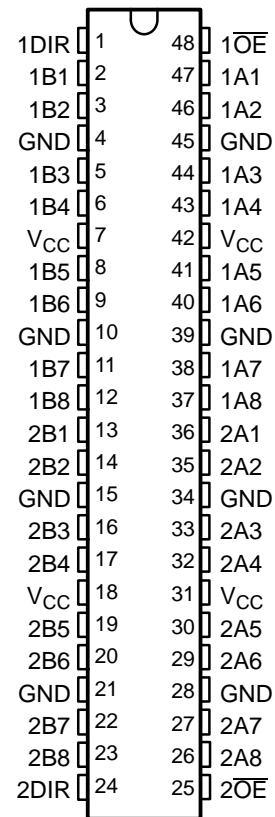 1DIR 1 48 1O̅E̅ 
1B1 2 47 1A1
1B2 3 46 1A2
GND 4 45 GND
1B3 5 44 1A3
1B4 6 43 1A4
VCC 7 42 VCC
1B5 8 41 1A5
1B6 9 40 1A6
GND 10 39 GND
1B7 11 38 1A7
1B8 12 37 1A8
2B1 13 36 2A1
2B2 14 35 2A2
GND 15 34 GND
2B3 16 33 2A3
2B4 17 32 2A4
VCC 18 31 VCC
2B5 19 30 2A5
2B6 20 29 2A6
GND 21 28 GND
2B7 22 27 2A7
2B8 23 26 2A8
2DIR 24 25 2O̅E̅